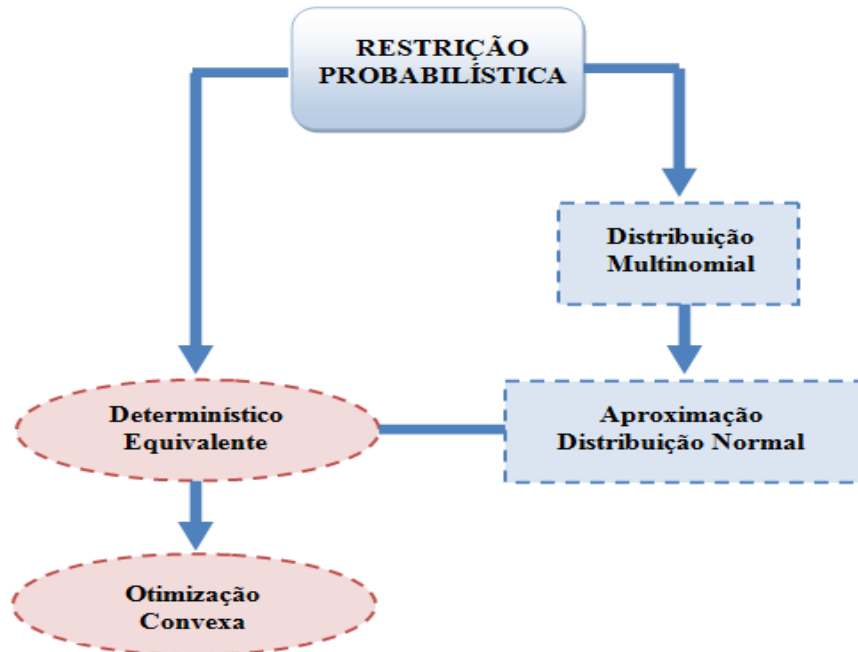 RESTRIÇÃO
PROBABILÍSTICA
Distribuição
Multinomial
Determinístico
Equivalente
Aproximação
Distribuição Normal
Otimização
Convexa